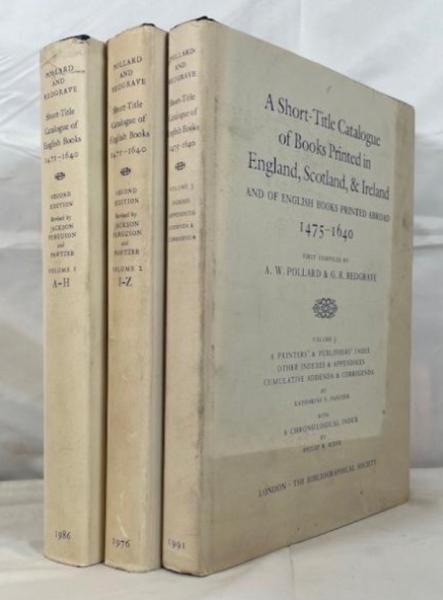 POLLARD
AND
REDGRAVE
Short-Title
Catalogue of
English Books
1475–1640
SECOND
EDITION
Revised by
JACKSON
FERGUSON
and
PANTZER
VOLUME 1
A-H
1986
POLLARD
AND
REDGRAVE
Short-Title
Catalogue of
English Books
1475–1640
SECOND
EDITION
Revised by
JACKSON
FERGUSON
and
PANTZER
VOLUME 2
I-Z
1976
POLLARD
AND
REDGRAVE
Short-Title
Catalogue of
English Books
1475–1640
VOLUME 3
INDEXES
APPENDICES
ADDENDA &
CORRIGENDA
1991
A Short-Title Catalogue
of Books Printed in
England, Scotland, & Ireland
AND OF ENGLISH BOOKS PRINTED ABROAD
1475–1640
FIRST COMPILED BY
A. W. POLLARD & G. R. REDGRAVE
VOLUME 3
A PRINTERS' & PUBLISHERS' INDEX
OTHER INDEXES & APPENDICES
CUMULATIVE ADDENDA & CORRIGENDA
BY
KATHARINE F. PANTZER
WITH
A CHRONOLOGICAL INDEX
BY
PHILIP R. RIDER
LONDON · THE BIBLIOGRAPHICAL SOCIETY